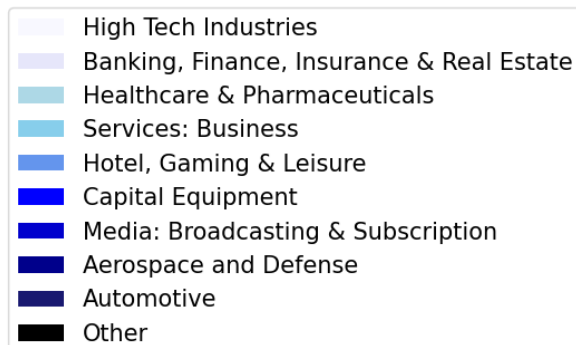 High Tech Industries
Banking, Finance, Insurance & Real Estate
Healthcare & Pharmaceuticals
Services: Business
Hotel, Gaming & Leisure
Capital Equipment
Media: Broadcasting & Subscription
Aerospace and Defense
Automotive
Other